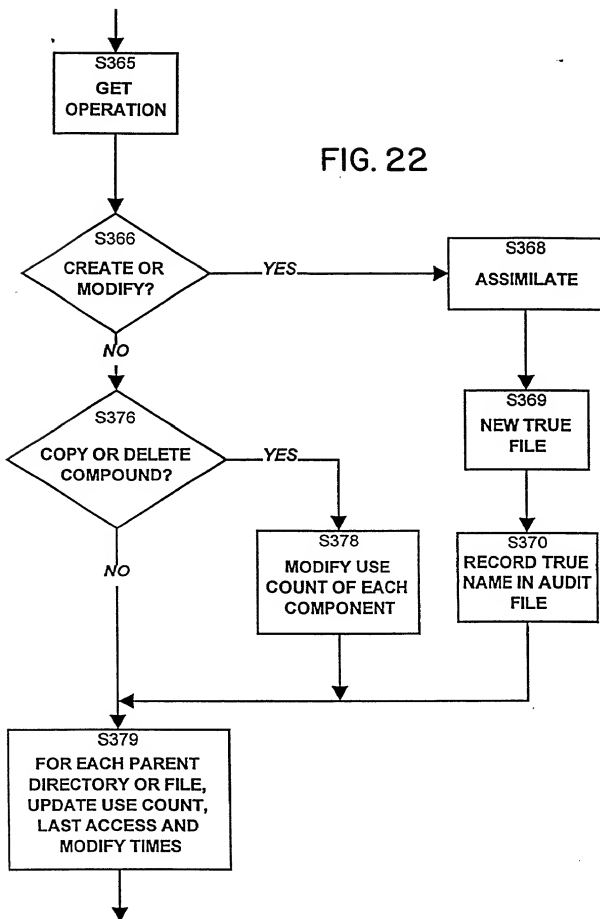 S365
GET
OPERATION
FIG. 22
S366
CREATE OR
MODIFY?
YES
S368
ASSIMILATE
NO
S369
NEW TRUE
FILE
S376
COPY OR DELETE
COMPOUND?
YES
S370
RECORD TRUE
NAME IN AUDIT
FILE
S378
MODIFY USE
COUNT OF EACH
COMPONENT
NO
S379
FOR EACH PARENT
DIRECTORY OR FILE,
UPDATE USE COUNT,
LAST ACCESS AND
MODIFY TIMES